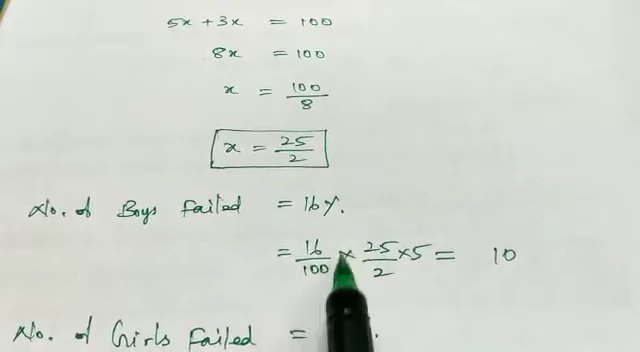 5x + 3x = 100
8x = 100
x = 100/8
x = 25/2
No. of Boys Failed = 16%.
= 16/100 × 25/2 × 5 = 10
No. of Girls Failed =